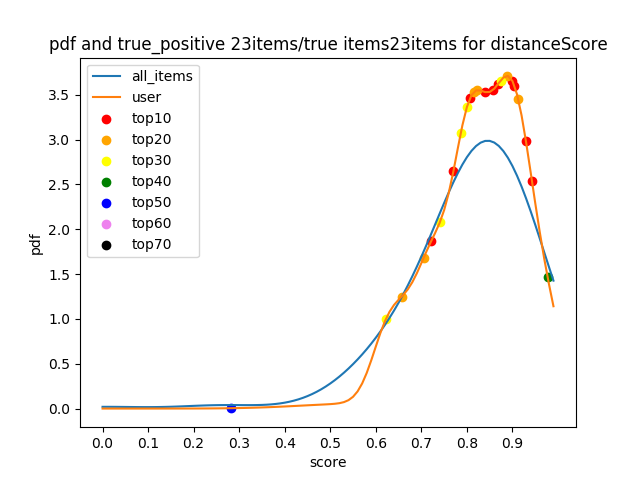 pdf and true_positive 23items/true items23items for distanceScore
all_items
user
top10
top20
top30
top40
top50
top60
top70
pdf
3.5
3.0
2.5
2.0
1.5
1.0
0.5
0.0
0.0 0.1 0.2 0.3 0.4 0.5 0.6 0.7 0.8 0.9
score